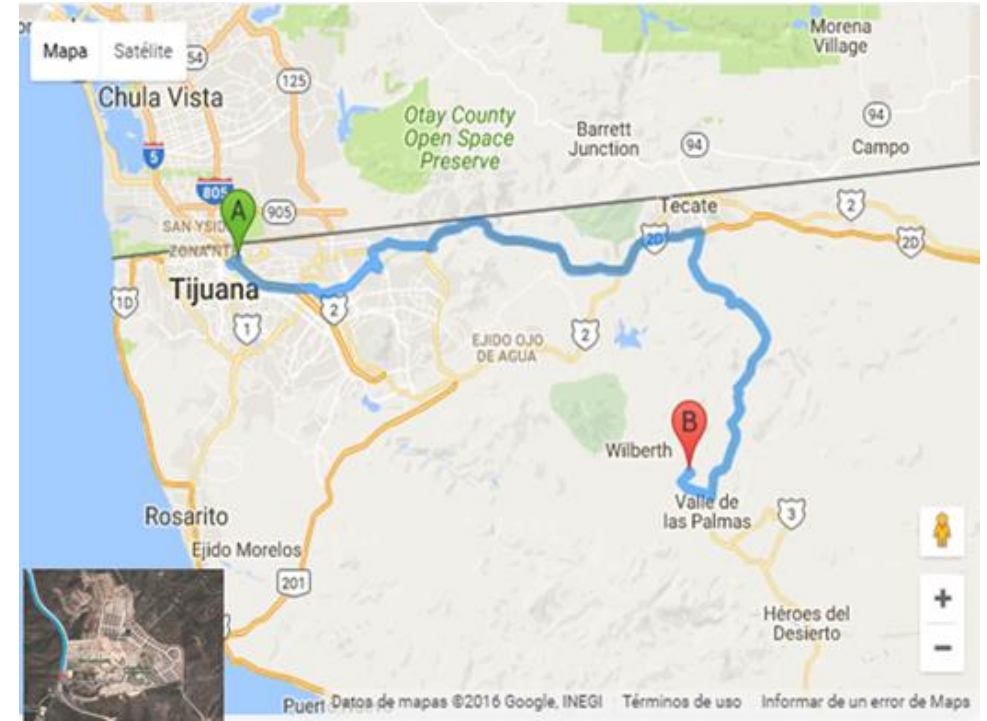 Mapa
Satélite
54
125
Morena
Village
Chula Vista
Otay County
Open Space
Preserve
Barrett
Junction
94
94
Campo
5
805
A
905
SAN YSID
ZONA NT
Tecate
2
2D
2D
Tijuana
1D
2
1
2
EJIDO OJO
DE AGUA
B
Wilberth
Valle de
las Palmas
3
Rosarito
Ejido Morelos
201
Héroes del
Desierto
+
−
Datos de mapas ©2016 Google, INEGI
Términos de uso
Informar de un error de Maps